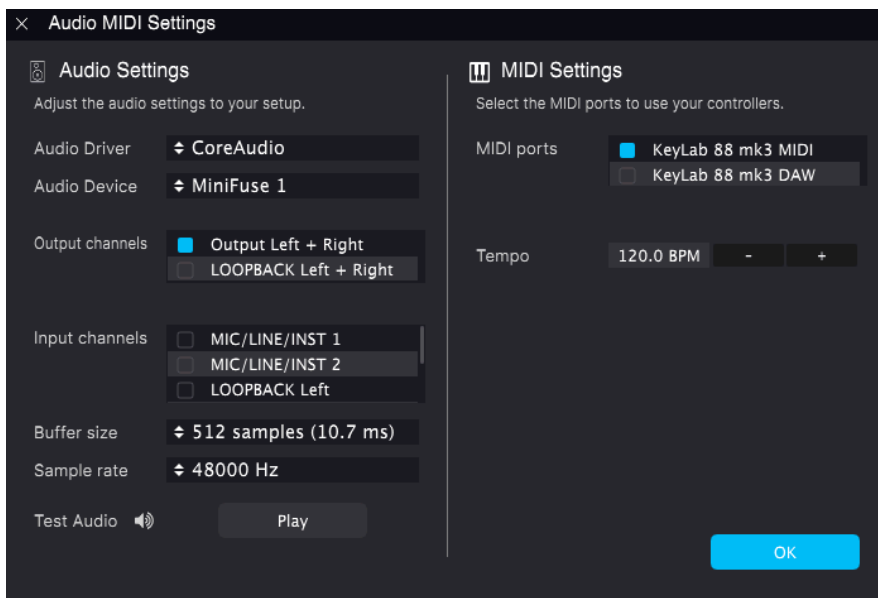 Audio MIDI Settings
Audio Settings
Adjust the audio settings to your setup.
Audio Driver
CoreAudio
Audio Device
MiniFuse 1
Output channels
Output Left + Right
LOOPBACK Left + Right
Input channels
MIC/LINE/INST 1
MIC/LINE/INST 2
LOOPBACK Left
Buffer size
512 samples (10.7 ms)
Sample rate
48000 Hz
Test Audio
Play
MIDI Settings
Select the MIDI ports to use your controllers.
MIDI ports
KeyLab 88 mk3 MIDI
KeyLab 88 mk3 DAW
Tempo
120.0 BPM
-
+
OK